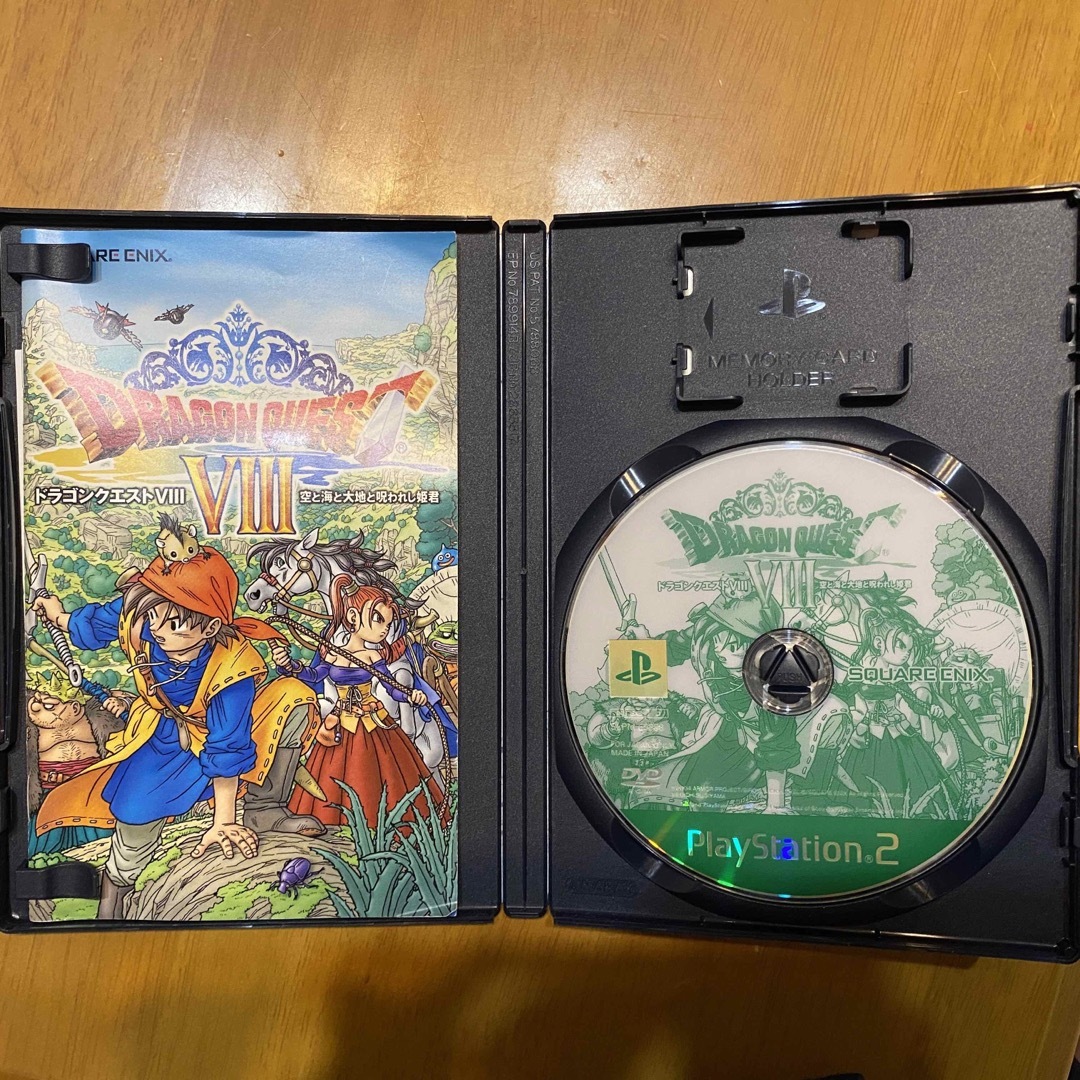 ARE ENIX
DRAGON QUEST
VIII
ドラゴンクエストVIII
空と海と大地と呪われし姫君
MEMORY CARD
HOLDER
DRAGON QUEST
VIII
ドラゴンクエストVIII
空と海と大地と呪われし姫君
SQUARE ENIX
MADE IN JAPAN
DVD
PlayStation®2